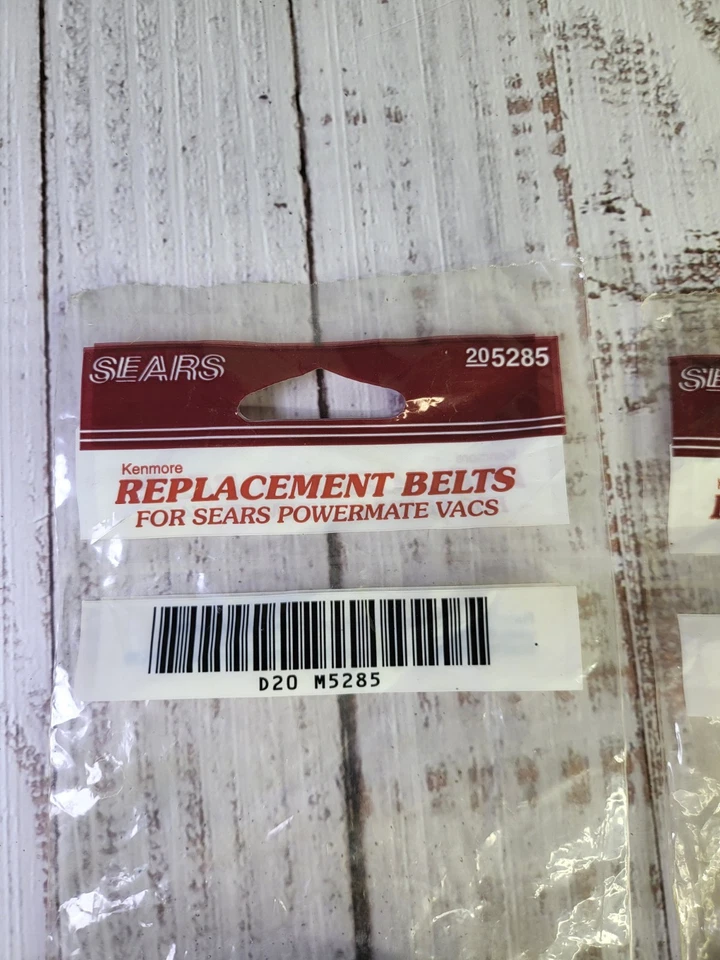 SEARS
205285
Kenmore
REPLACEMENT BELTS
FOR SEARS POWERMATE VACS
D20 M5285